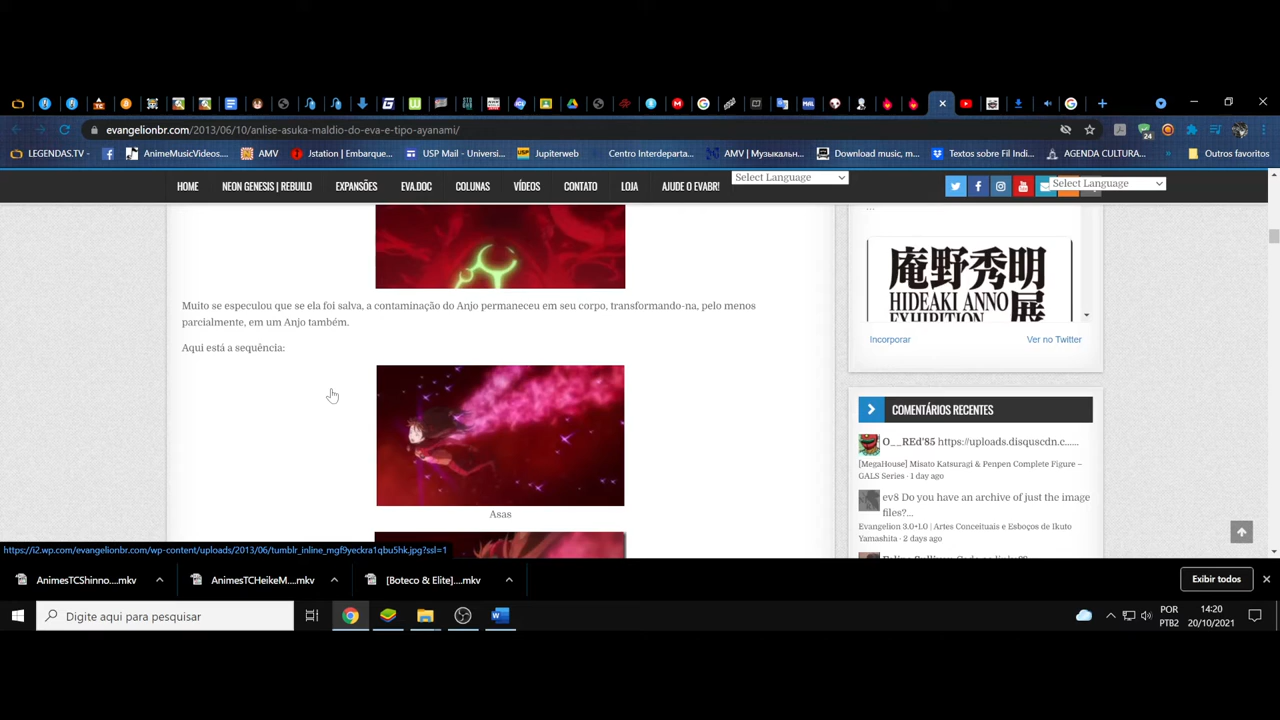 evangelionbr.com/2013/06/10/anlise-asuka-maldio-do-eva-e-tipo-ayanami/
24
LEGENDAS.TV -
AnimeMusicVideos...
AMV
Jstation | Embarque...
USP Mail - Universi...
Jupiterweb
Centro Interdeparta...
AMV | Музыкальн...
Download music, m...
Textos sobre Fil Indi...
AGENDA CULTURA...
»
Outros favoritos
HOME
NEON GENESIS | REBUILD
EXPANSÕES
EVA.DOC
COLUNAS
VÍDEOS
CONTATO
LOJA
AJUDE O EVABR!
Select Language
Select Language
...
Muito se especulou que se ela foi salva, a contaminação do Anjo permaneceu em seu corpo, transformando-na, pelo menos
parcialmente, em um Anjo também.
Aqui está a sequência:
Asas
庵野秀明
HIDEAKI ANNO
EXHIBITION
展
Incorporar
Ver no Twitter
COMENTÁRIOS RECENTES
O__REd'85 https://uploads.disquscdn.c......
[MegaHouse] Misato Katsuragi & Penpen Complete Figure –
GALS Series · 1 day ago
ev8 Do you have an archive of just the image
files?...
Evangelion 3.0+1.0 | Artes Conceituais e Esboços de Ikuto
Yamashita · 2 days ago
https://i2.wp.com/evangelionbr.com/wp-content/uploads/2013/06/tumblr_inline_mgf9yeckra1qbu5hk.jpg?ssl=1
AnimesTCShinno....mkv
AnimesTCHeikeM....mkv
[Boteco & Elite]....mkv
Exibir todos
Digite aqui para pesquisar
POR
PTB2
14:20
20/10/2021